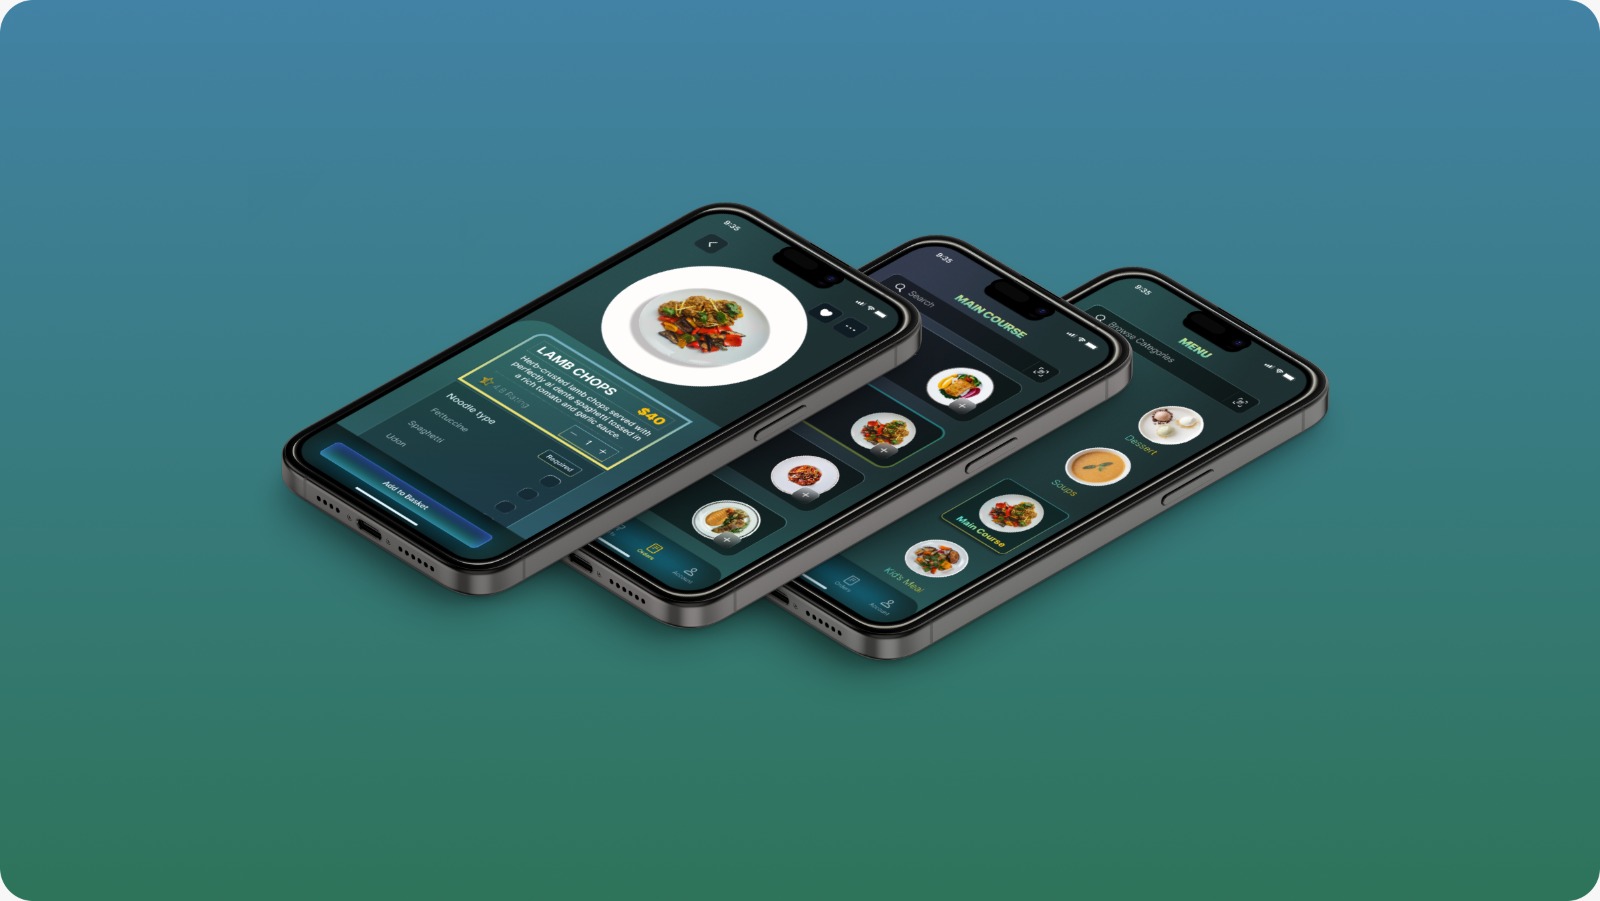 9:35
LAMB CHOPS
$40
Herb-crusted lamb chops served with
perfectly al dente spaghetti tossed in
a rich tomato and garlic sauce.
4.8 Rating
1
Noodle type
Required
Fettuccine
Spaghetti
Udon
Add to Basket
9:35
MAIN COURSE
Search
Orders
Account
9:35
MENU
Browse Categories
Dessert
Soups
Main Course
Kid's Meal
Orders
Account